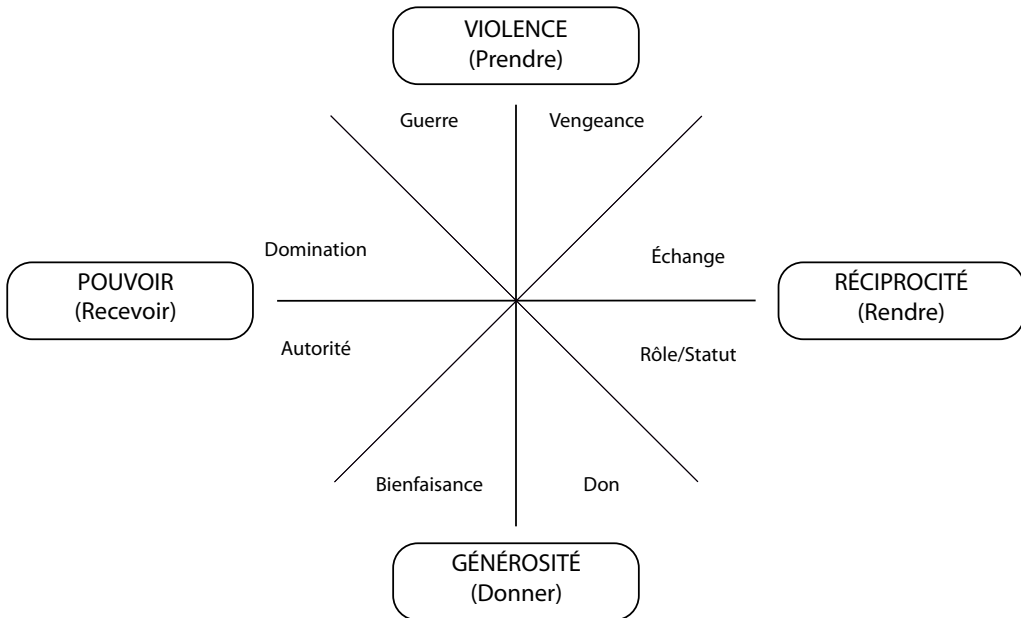 VIOLENCE
(Prendre)
Guerre
Vengeance
Domination
Échange
POUVOIR
(Recevoir)
RÉCIPROCITÉ
(Rendre)
Autorité
Rôle/Statut
Bienfaisance
Don
GÉNÉROSITÉ
(Donner)